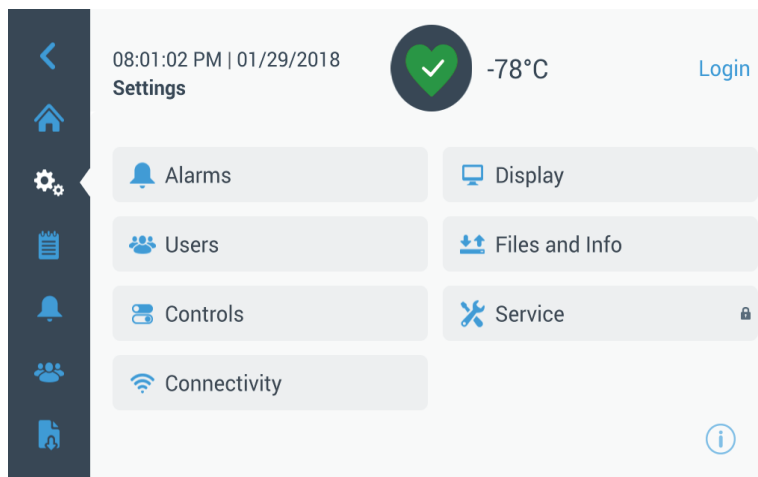 08:01:02 PM | 01/29/2018
Settings
-78°C
Login
Alarms
Display
Users
Files and Info
Controls
Service
Connectivity